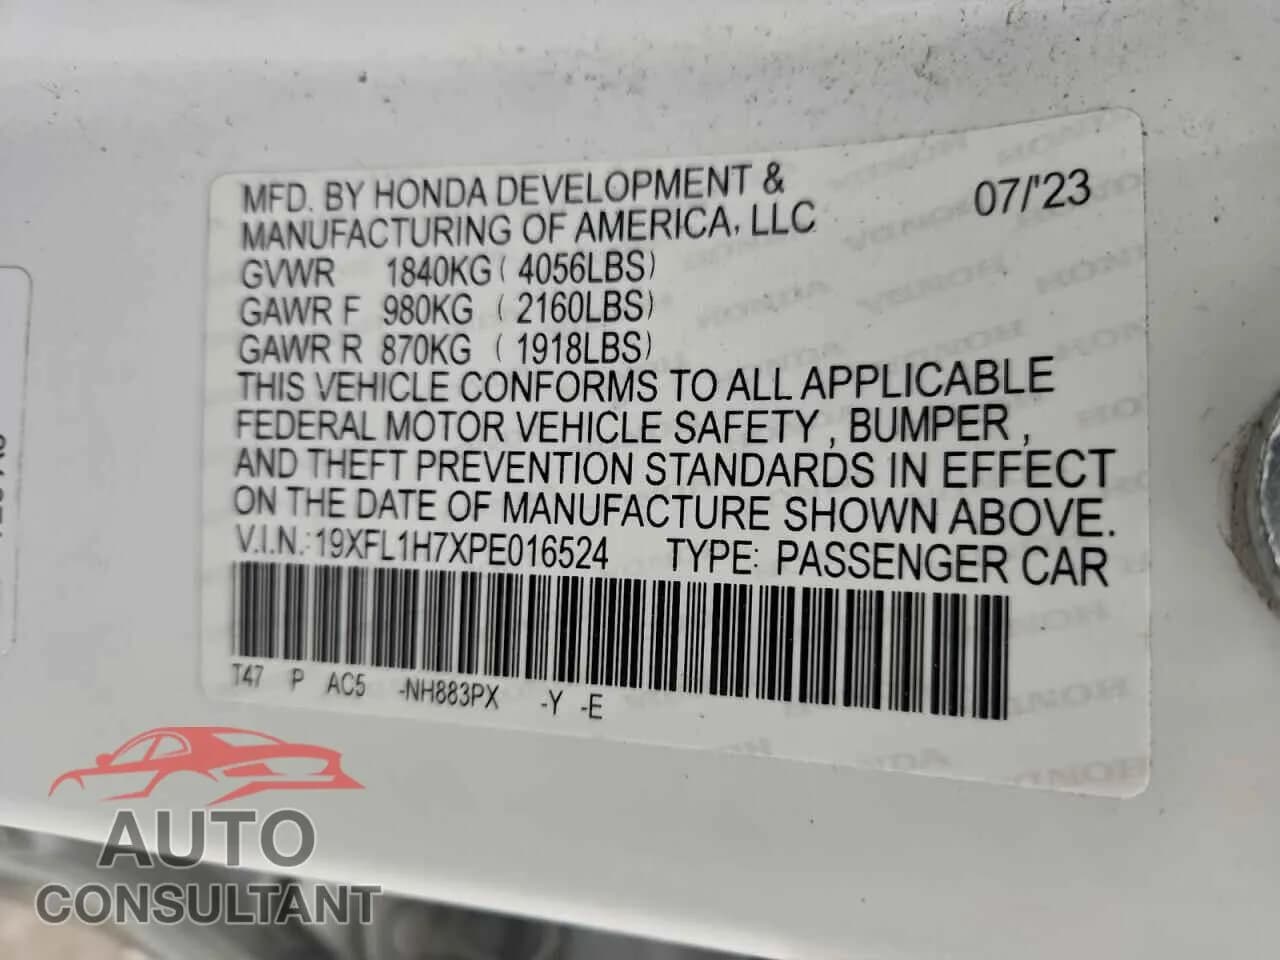 MFD. BY HONDA DEVELOPMENT &
MANUFACTURING OF AMERICA, LLC
07/'23
GVWR 1840KG ( 4056LBS)
GAWR F 980KG ( 2160LBS)
GAWR R 870KG ( 1918LBS)
THIS VEHICLE CONFORMS TO ALL APPLICABLE
FEDERAL MOTOR VEHICLE SAFETY , BUMPER ,
AND THEFT PREVENTION STANDARDS IN EFFECT
ON THE DATE OF MANUFACTURE SHOWN ABOVE.
V.I.N.:19XFL1H7XPE016524 TYPE: PASSENGER CAR
T47 P AC5 -NH883PX -Y -E
AUTO
CONSULTANT